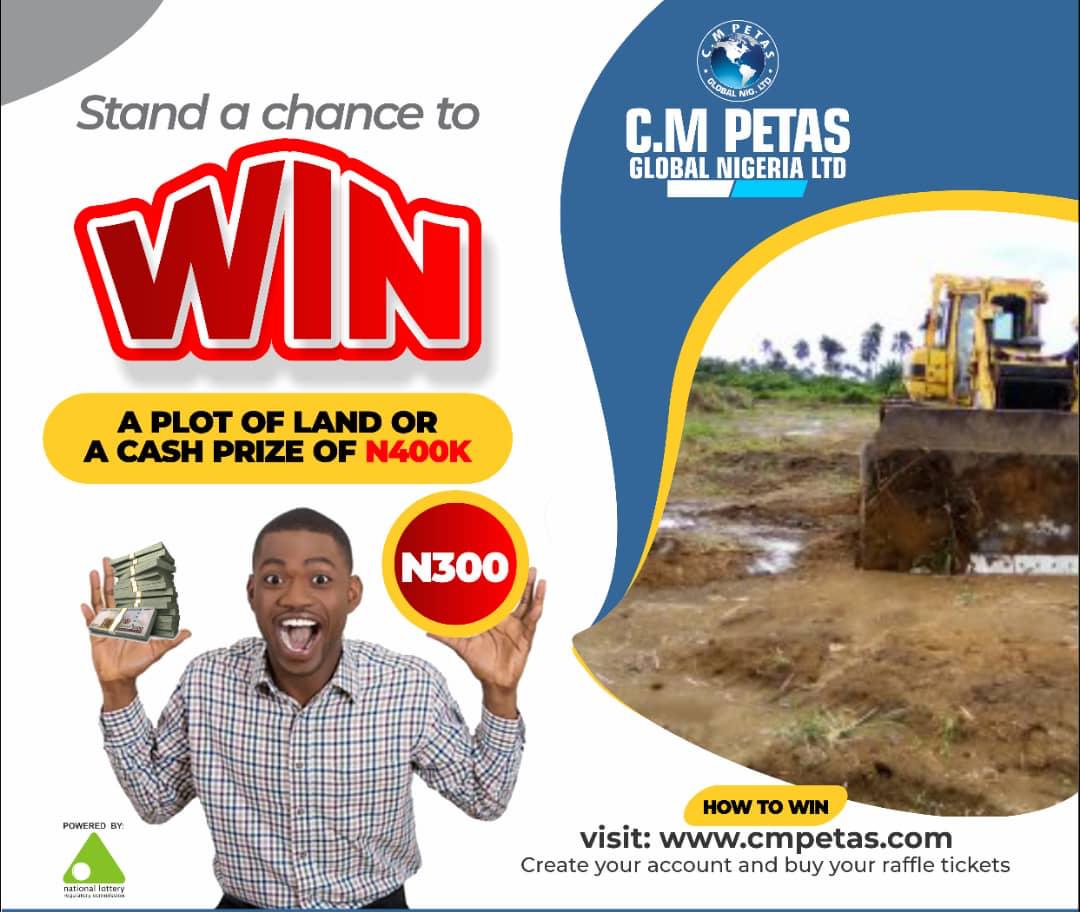 Stand a chance to
WIN
A PLOT OF LAND OR
A CASH PRIZE OF N400K
N300
C.M PETAS
GLOBAL NIG. LTD
C.M PETAS
GLOBAL NIGERIA LTD
HOW TO WIN
visit: www.cmpetas.com
Create your account and buy your raffle tickets
POWERED BY:
national lottery
regulatory commission